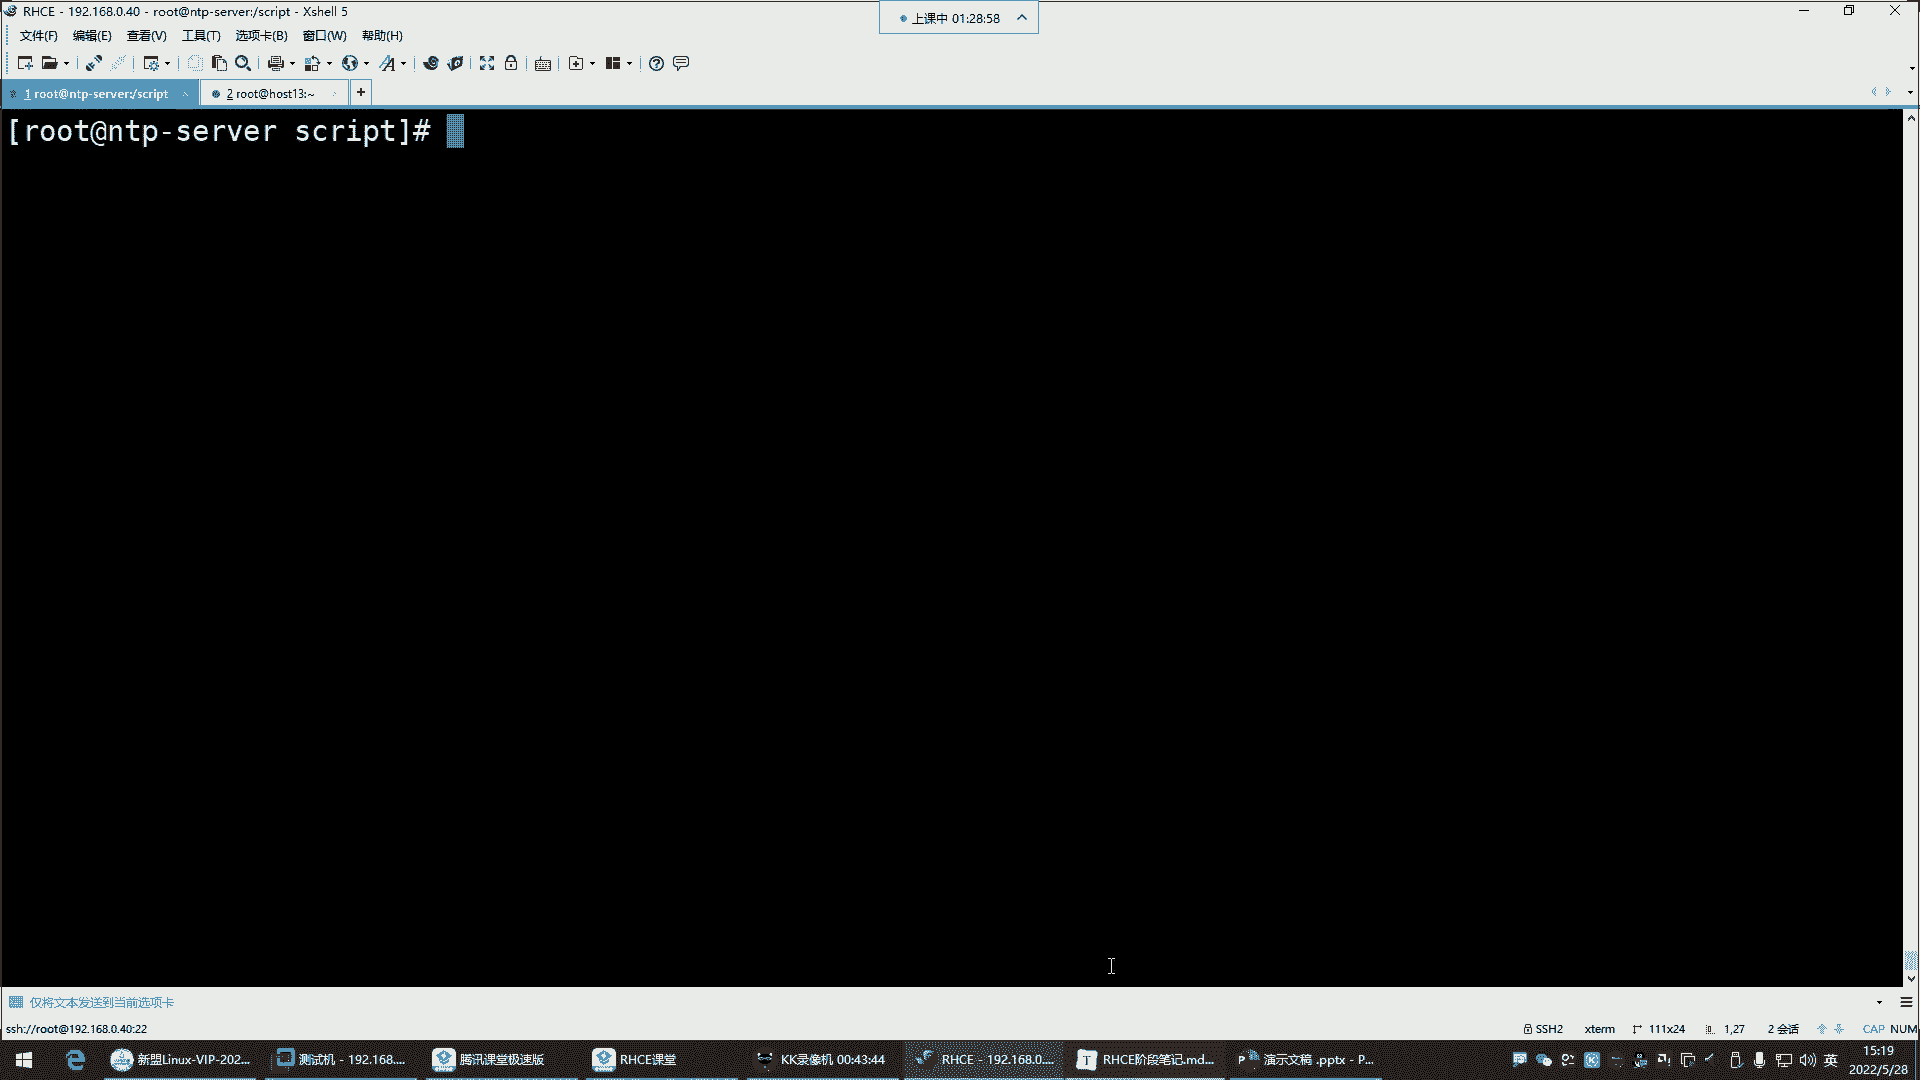 RHCE - 192.168.0.40 - root@ntp-server:/script - Xshell 5
上课中 01:28:58
文件(F) 编辑(E) 查看(V) 工具(T) 选项卡(B) 窗口(W) 帮助(H)
1 root@ntp-server:/script
2 root@host13:~
[root@ntp-server script]#
仅将文本发送到当前选项卡
ssh://root@192.168.0.40:22
SSH2
xterm
111x24
1,27
2 会话
CAP NUM
新盟Linux-VIP-202...
测试机 - 192.168....
腾讯课堂极速版
RHCE课堂
KK录像机 00:43:44
RHCE - 192.168.0....
RHCE阶段笔记.md...
演示文稿 .pptx - P...
英
15:19
2022/5/28